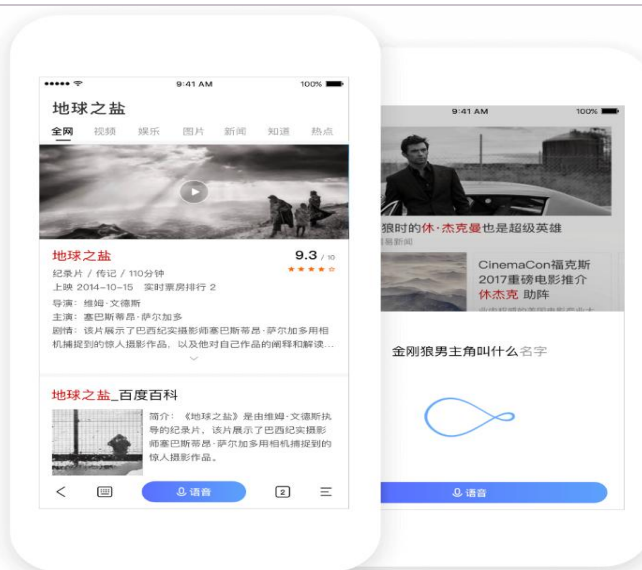 9:41 AM
100%
地球之盐
全网 视频 娱乐 图片 新闻 知道 热点
地球之盐
9.3 / 10
纪录片 / 传记 / 110分钟
上映 2014-10-15 实时票房排行 2
导演：维姆·文德斯
主演：塞巴斯蒂昂·萨尔加多
剧情：该片展示了巴西纪实摄影师塞巴斯蒂昂·萨尔加多用相
机捕捉到的惊人摄影作品，以及他对自己作品的阐释和解读...
地球之盐_百度百科
简介：《地球之盐》是由维姆·文德斯执
导的纪录片，该片展示了巴西纪实摄影
师塞巴斯蒂昂·萨尔加多用相机捕捉到的
惊人摄影作品。
语音
2
9:41 AM
100%
狼时的休·杰克曼也是超级英雄
易新闻
CinemaCon福克斯
2017重磅电影推介
休杰克 助阵
金刚狼男主角叫什么名字
语音